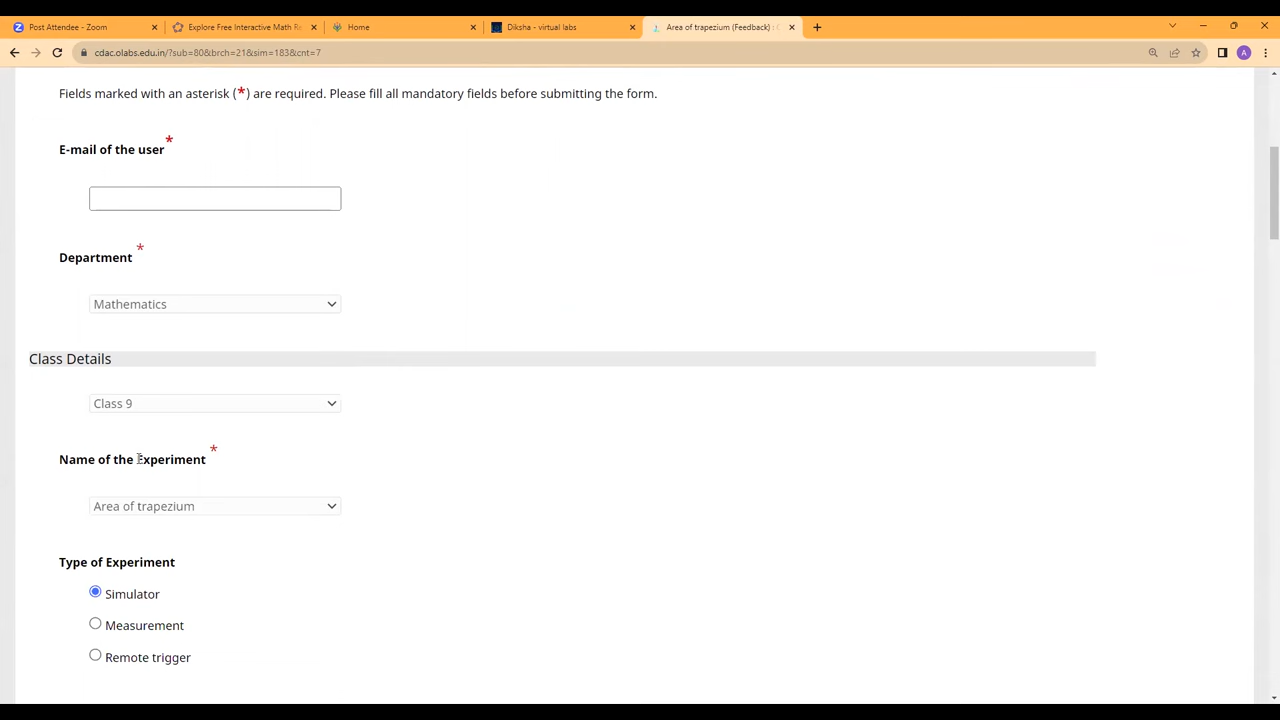 Post Attendee - Zoom
Explore Free Interactive Math Re
Home
Diksha - virtual labs
Area of trapezium (Feedback) :
cdac.olabs.edu.in/?sub=80&brch=21&sim=183&cnt=7
A
Fields marked with an asterisk (*) are required. Please fill all mandatory fields before submitting the form.
E-mail of the user*
Department *
Mathematics
Class Details
Class 9
Name of the Experiment *
Area of trapezium
Type of Experiment
Simulator
Measurement
Remote trigger